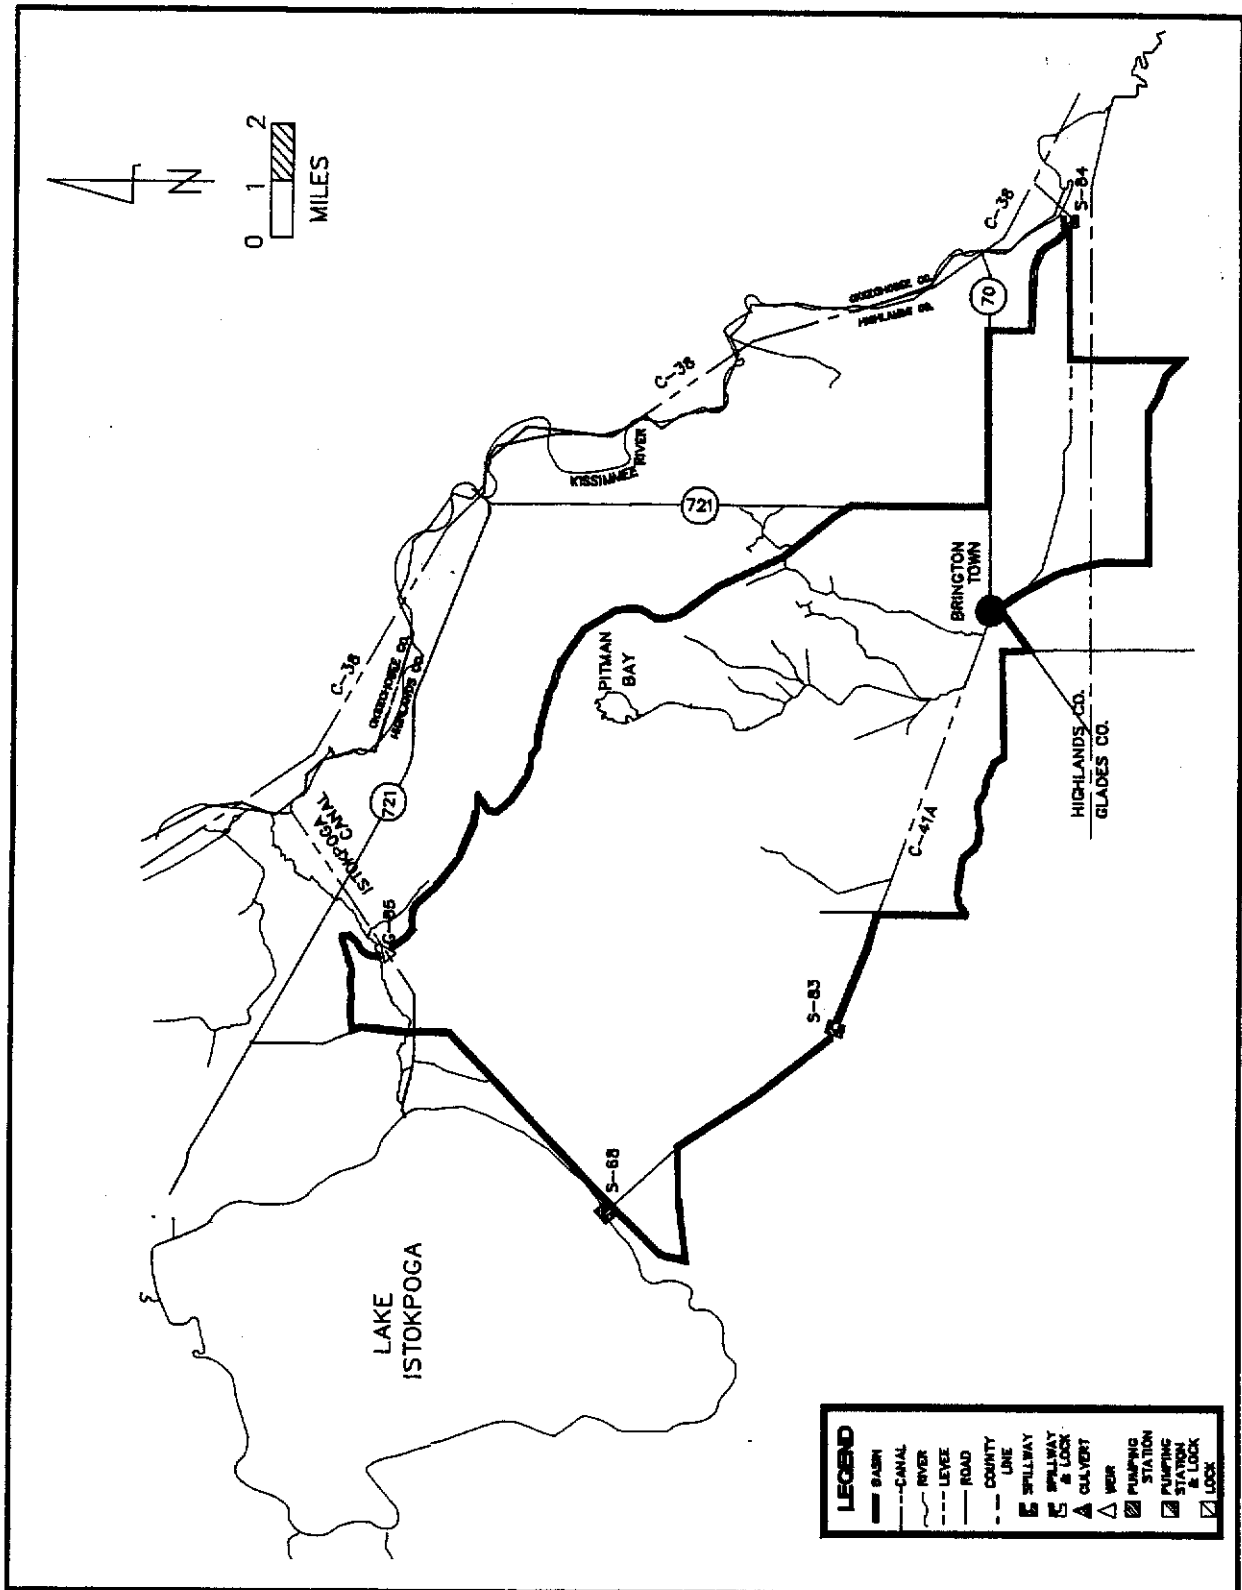 N
0 1 2
MILES
C-38
S-84
C-38
OKEECHOBEE CO.
HIGHLANDS CO.
70
C-38
KISSIMMEE
RIVER
721
BRINGTON
TOWN
PITMAN
BAY
C-38
OKEECHOBEE CO.
HIGHLANDS CO.
721
ISTOKPOGA
CANAL
G-85
HIGHLANDS CO.
GLADES CO.
C-41A
S-83
S-68
LAKE
ISTOKPOGA
LEGEND
BASIN
CANAL
RIVER
LEVEE
ROAD
COUNTY
LINE
SPILLWAY
SPILLWAY
& LOCK
CULVERT
WEIR
PUMPING
STATION
PUMPING
STATION
& LOCK
LOCK